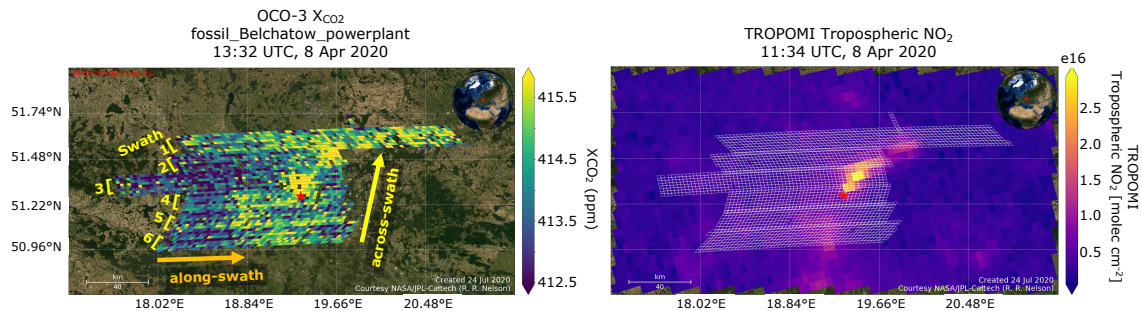 OCO-3 XCO2
fossil_Belchatow_powerplant
13:32 UTC, 8 Apr 2020
51.74°N
51.48°N
51.22°N
50.96°N
Swath
1[
2[
3[
4[
5[
6[
across-swath
along-swath
km
40
Created 24 Jul 2020
Courtesy NASA/JPL-Caltech (R. R. Nelson)
18.02°E 18.84°E 19.66°E 20.48°E
415.5
414.5
413.5
412.5
XCO2 (ppm)
TROPOMI Tropospheric NO2
11:34 UTC, 8 Apr 2020
km
40
Created 24 Jul 2020
Courtesy NASA/JPL-Caltech (R. R. Nelson)
18.02°E 18.84°E 19.66°E 20.48°E
e16
2.5
2.0
1.5
1.0
0.5
TROPOMI
Tropospheric NO2 [molec cm-2]